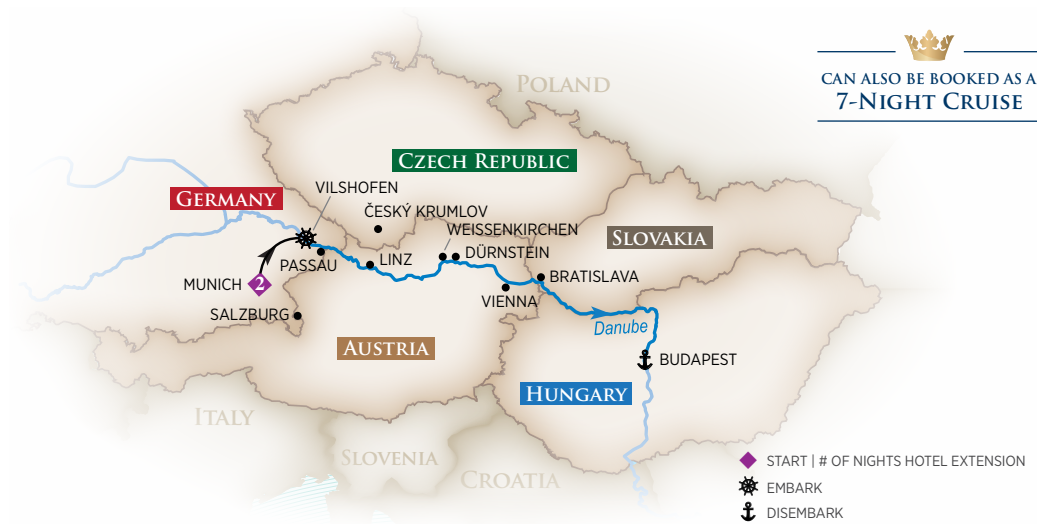 POLAND
CAN ALSO BE BOOKED AS A
7-NIGHT CRUISE
CZECH REPUBLIC
VILSHOFEN
GERMANY
ČESKÝ KRUMLOV
WEISSENKIRCHEN
SLOVAKIA
DÜRNSTEIN
LINZ
PASSAU
BRATISLAVA
MUNICH 2
VIENNA
SALZBURG
Danube
AUSTRIA
BUDAPEST
HUNGARY
ITALY
SLOVENIA
CROATIA
START | # OF NIGHTS HOTEL EXTENSION
EMBARK
DISEMBARK